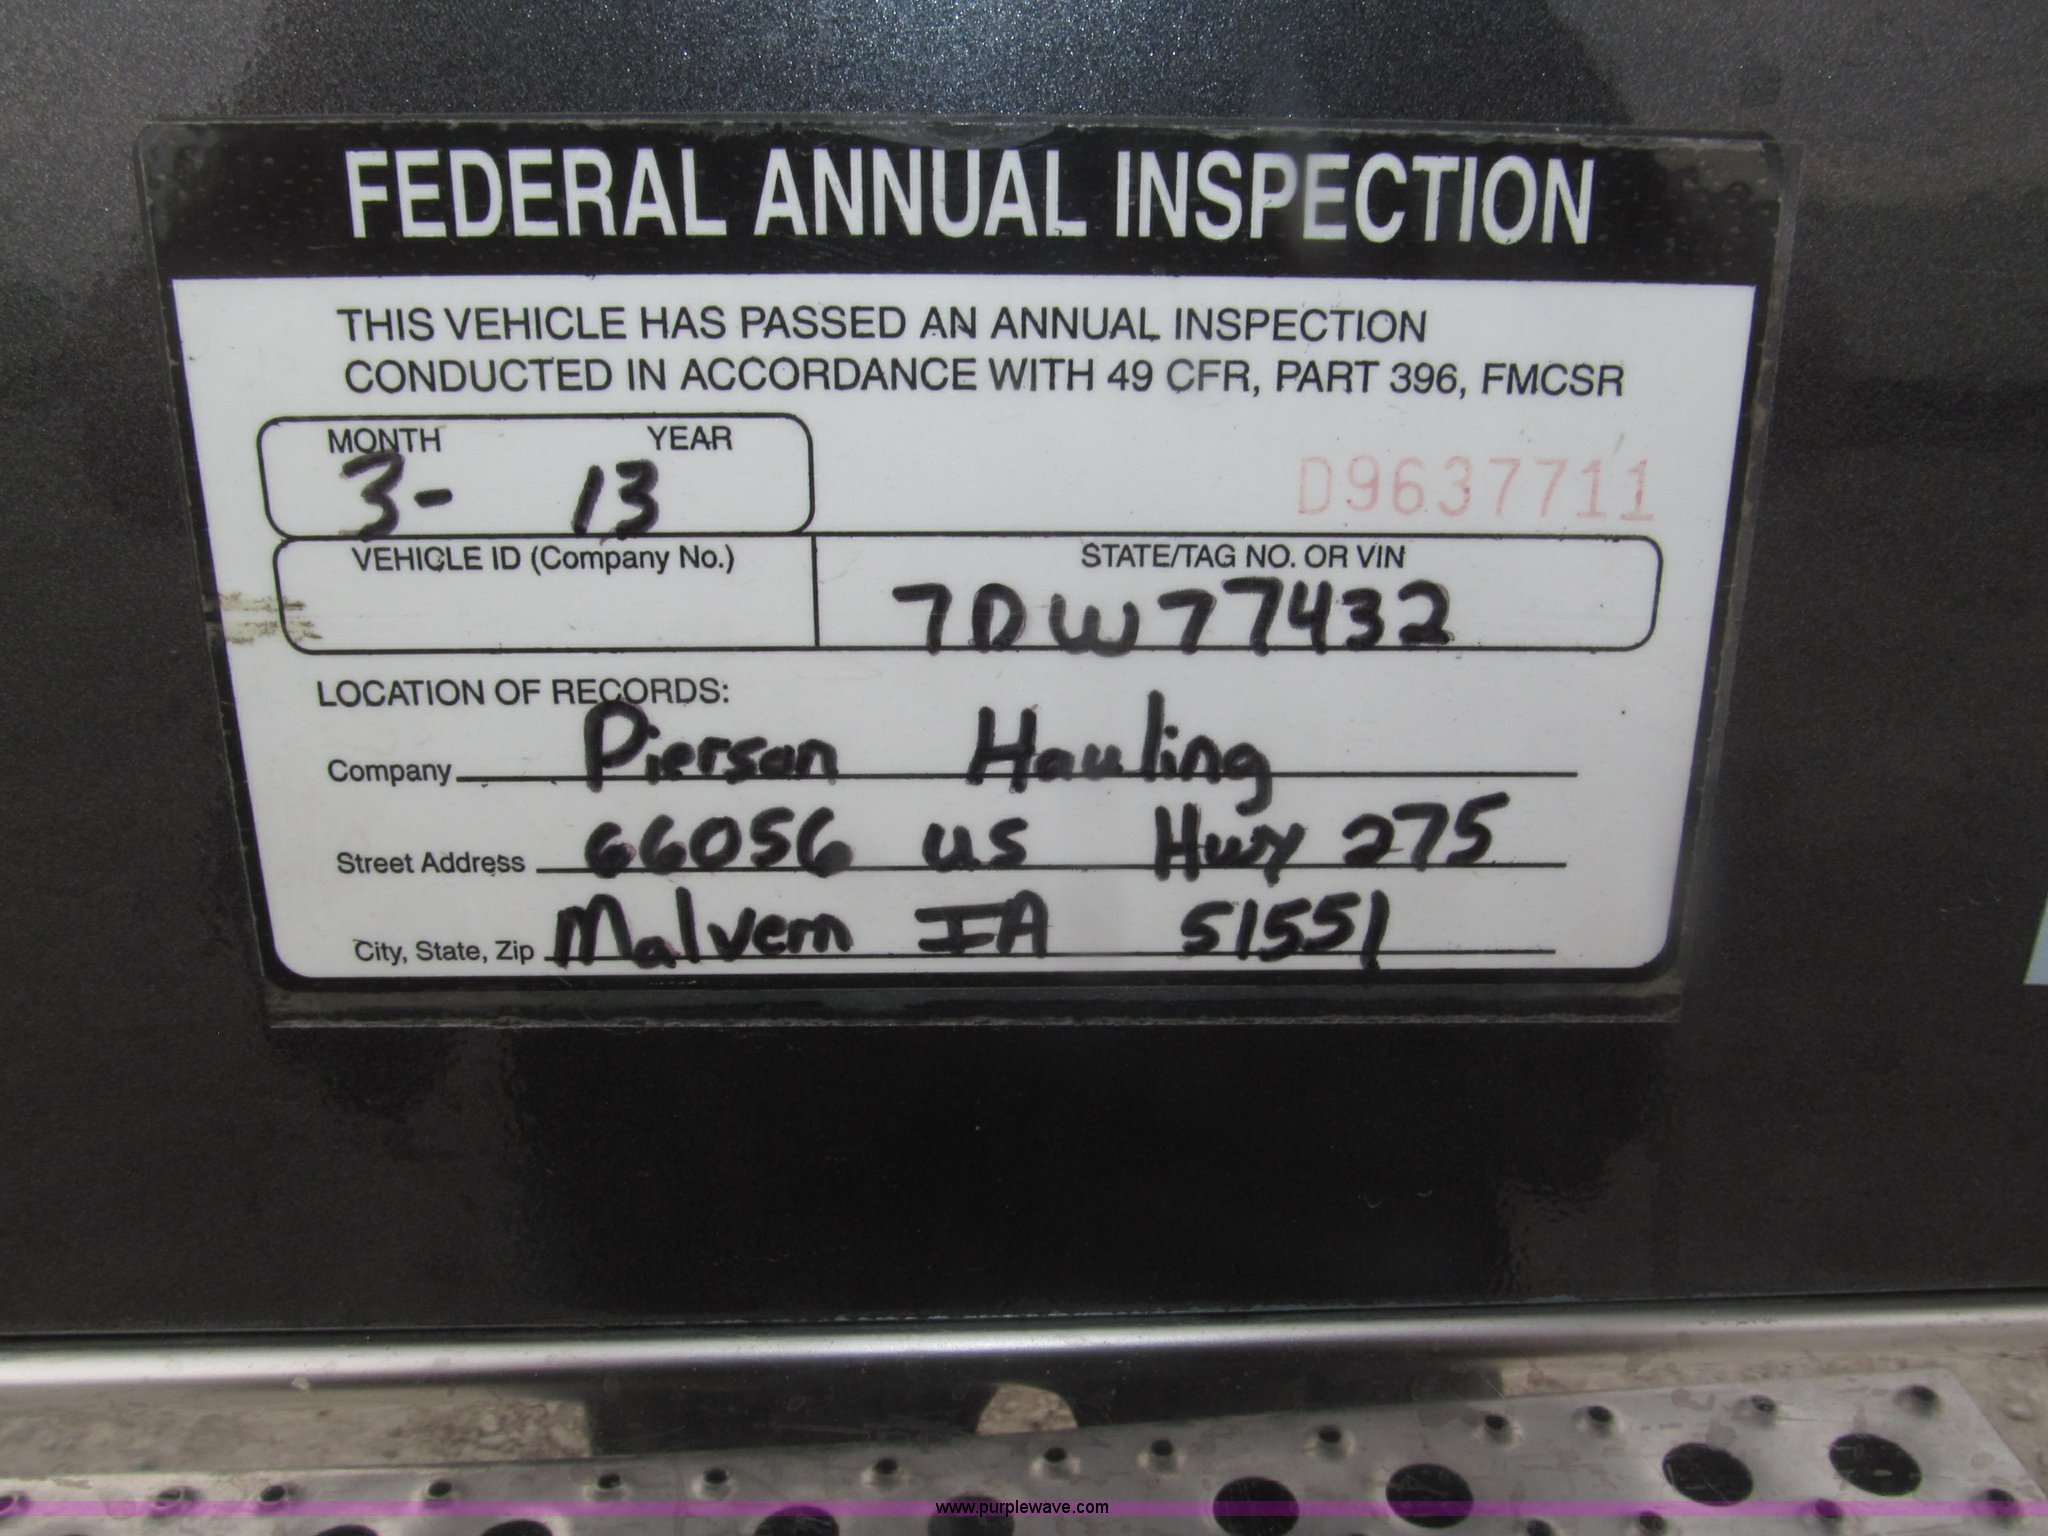 FEDERAL ANNUAL INSPECTION
THIS VEHICLE HAS PASSED AN ANNUAL INSPECTION
CONDUCTED IN ACCORDANCE WITH 49 CFR, PART 396, FMCSR
MONTH YEAR
3- 13
D9637711
VEHICLE ID (Company No.) STATE/TAG NO. OR VIN
7DW77432
LOCATION OF RECORDS:
Company Pierson Hauling
Street Address 66056 US Hwy 275
City, State, Zip Malvern IA 51551
www.purplewave.com